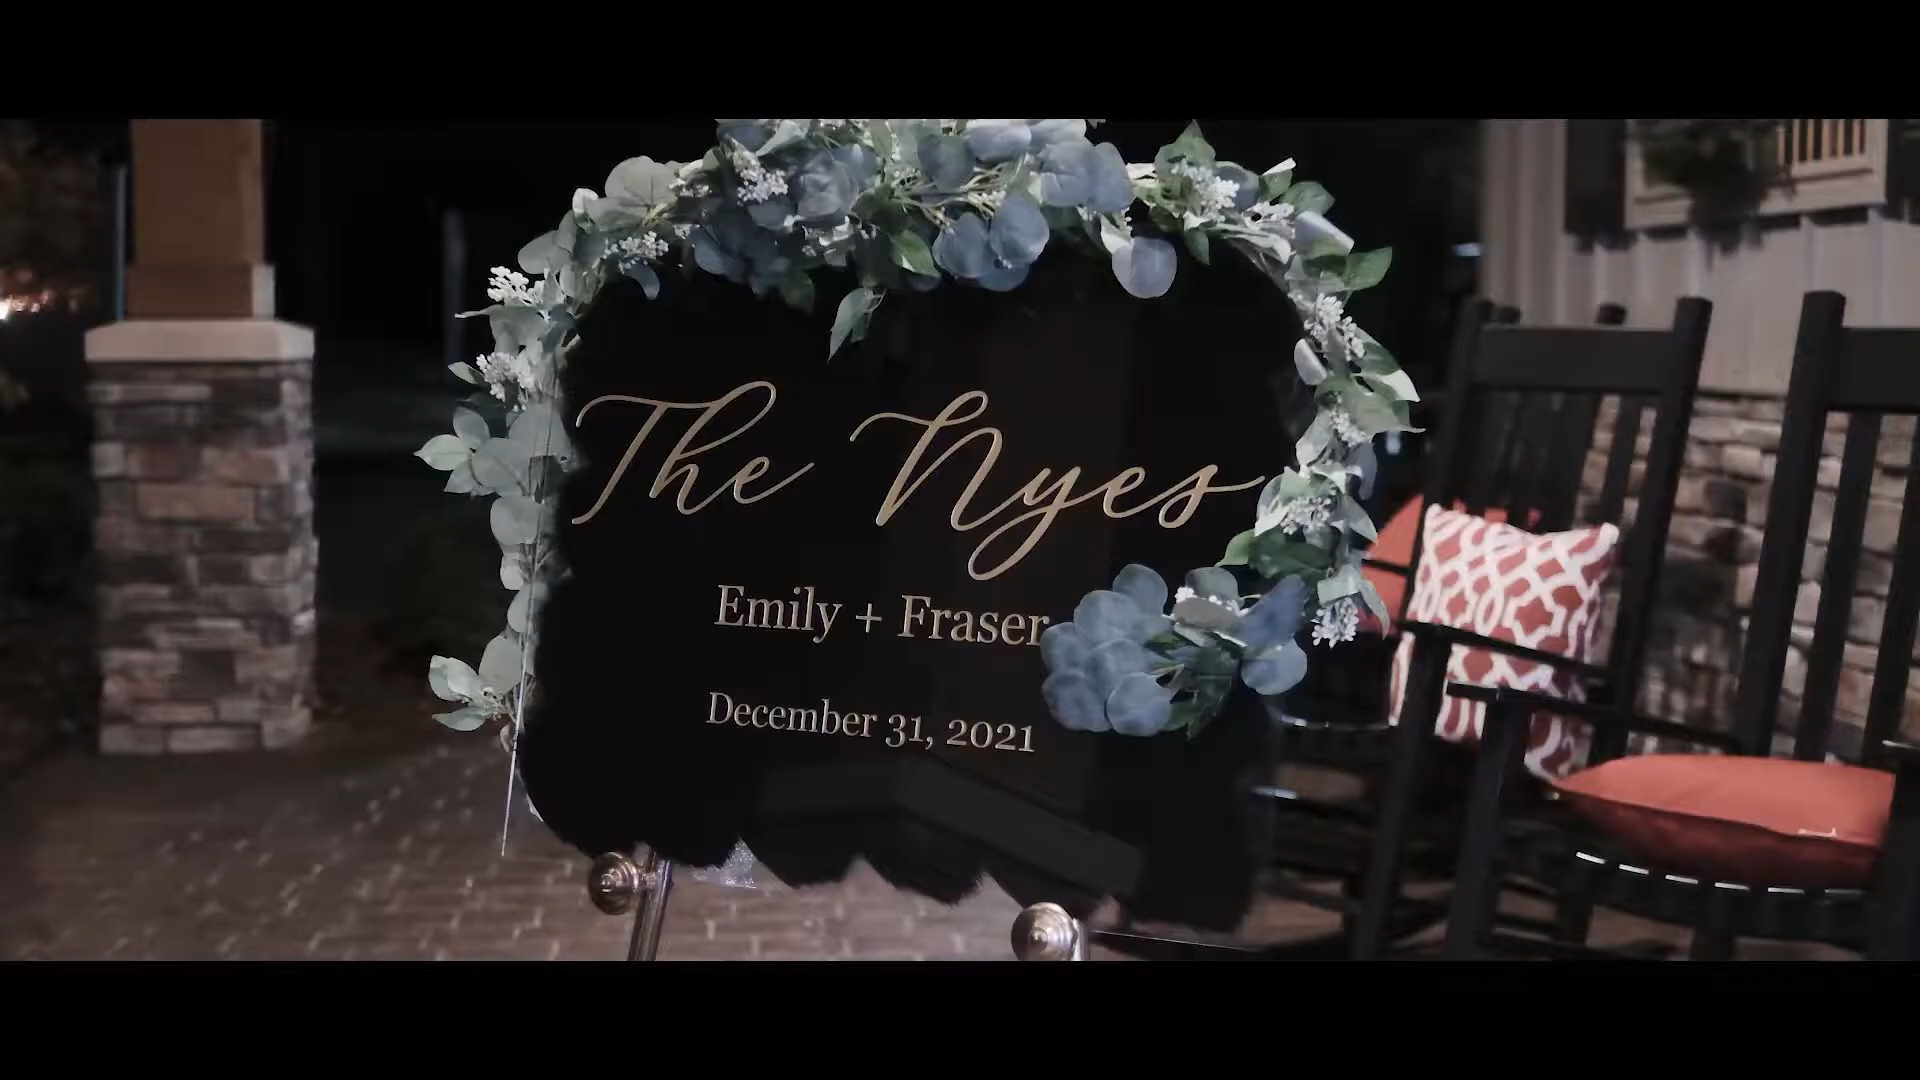 The Nyes
Emily + Fraser
December 31, 2021